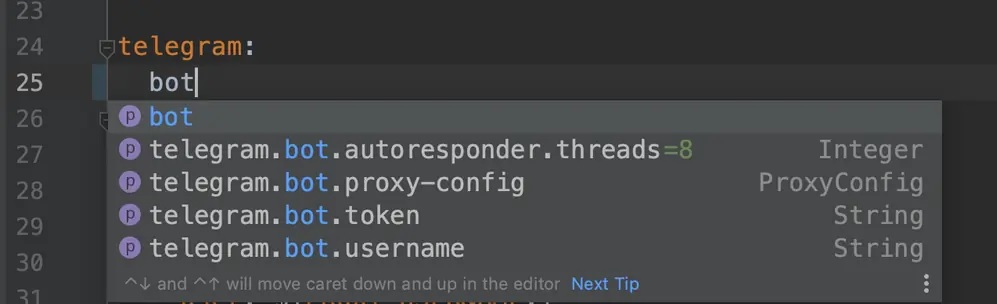 23
24 telegram:
25 bot
26 p bot
27 p telegram.bot.autoresponder.threads=8 Integer
28 p telegram.bot.proxy-config ProxyConfig
29 p telegram.bot.token String
30 p telegram.bot.username String
31 ^↓ and ^↑ will move caret down and up in the editor Next Tip